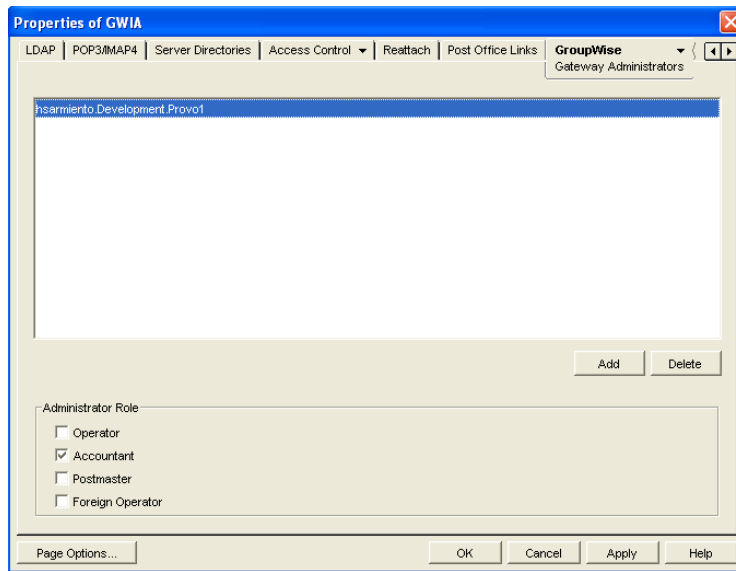 Properties of GWIA
LDAP POP3/IMAP4 Server Directories Access Control Reattach Post Office Links GroupWise
Gateway Administrators
hsarmiento.Development.Provo1
Add Delete
Administrator Role
Operator
Accountant
Postmaster
Foreign Operator
Page Options... OK Cancel Apply Help